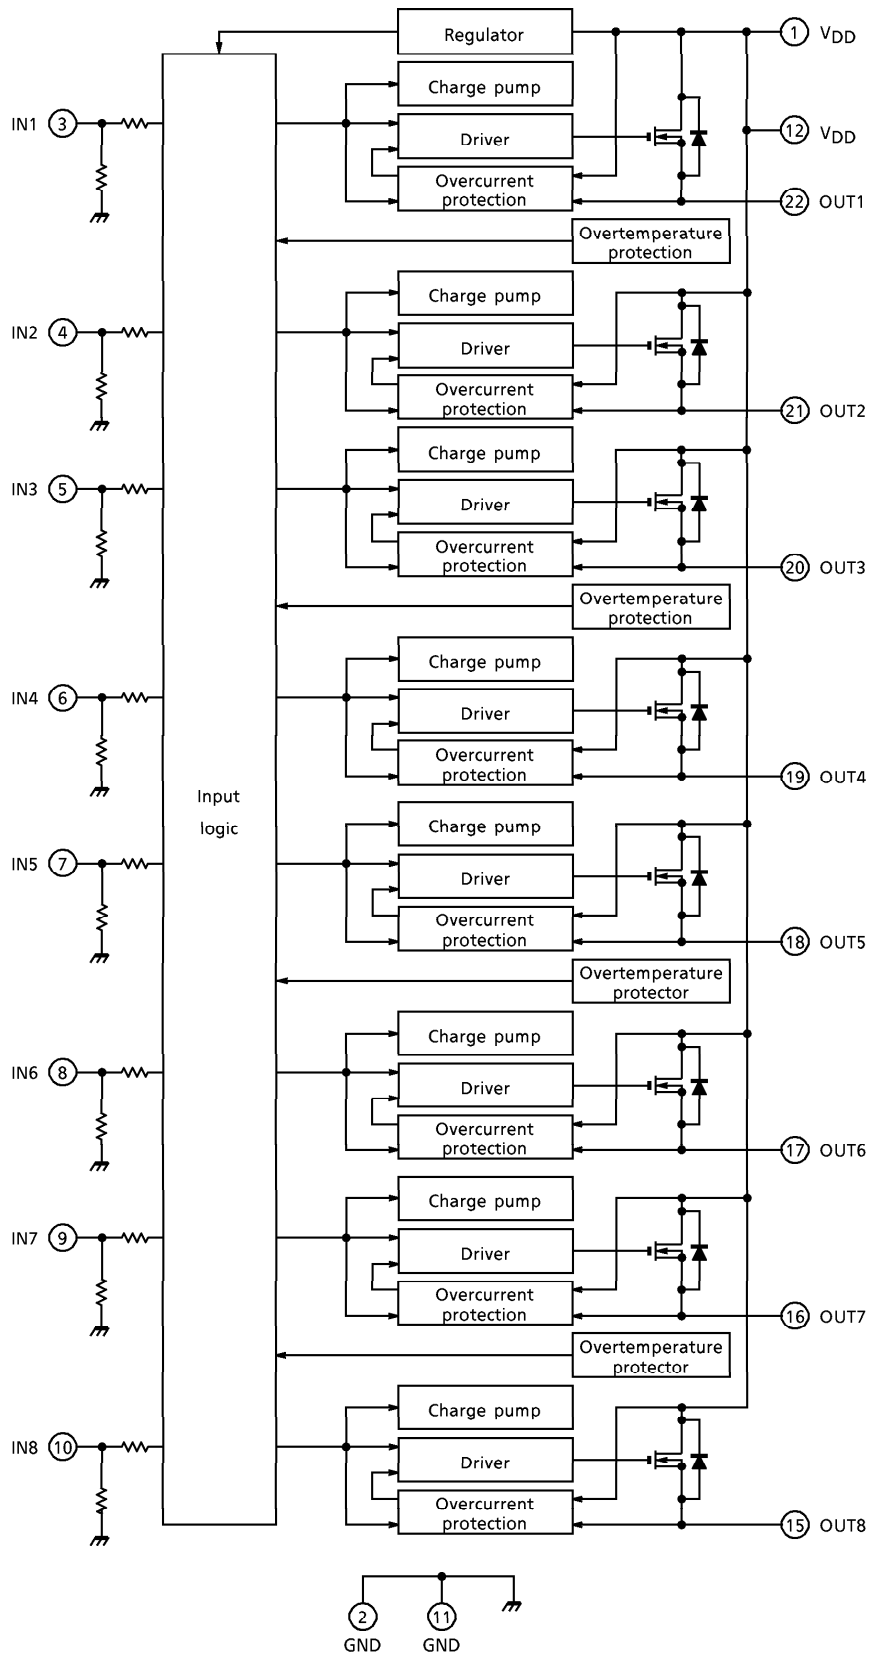 Regulator
1 VDD
Charge pump
IN1 3
Driver
12 VDD
Overcurrent
protection
22 OUT1
Overtemperature
protection
Charge pump
IN2 4
Driver
Overcurrent
protection
21 OUT2
Charge pump
IN3 5
Driver
Overcurrent
protection
20 OUT3
Overtemperature
protection
Charge pump
IN4 6
Driver
Overcurrent
protection
19 OUT4
Input
logic
Charge pump
IN5 7
Driver
Overcurrent
protection
18 OUT5
Overtemperature
protector
Charge pump
IN6 8
Driver
Overcurrent
protection
17 OUT6
Charge pump
IN7 9
Driver
Overcurrent
protection
16 OUT7
Overtemperature
protector
Charge pump
IN8 10
Driver
Overcurrent
protection
15 OUT8
2 11
GND GND